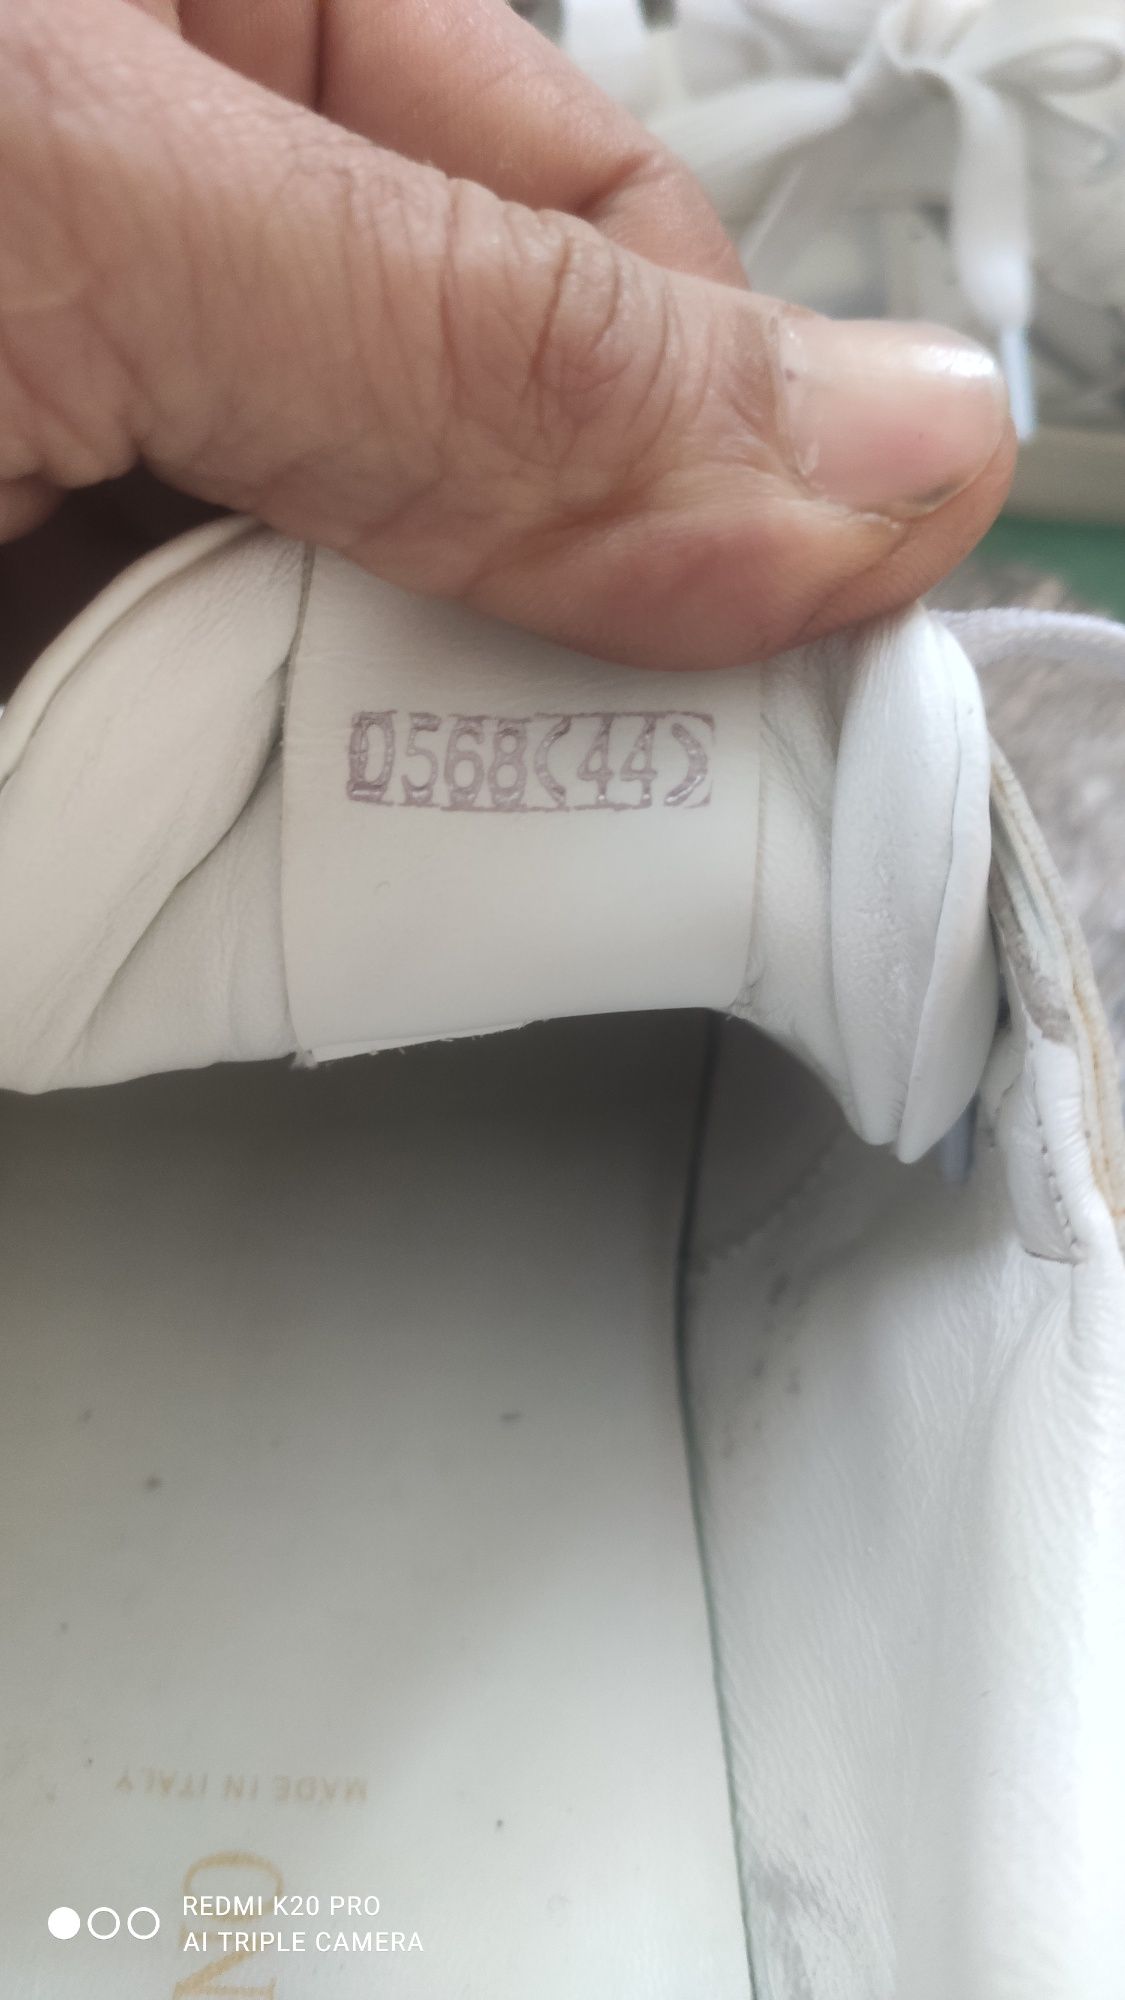 0568(44)
MADE IN ITALY
REDMI K20 PRO
AI TRIPLE CAMERA